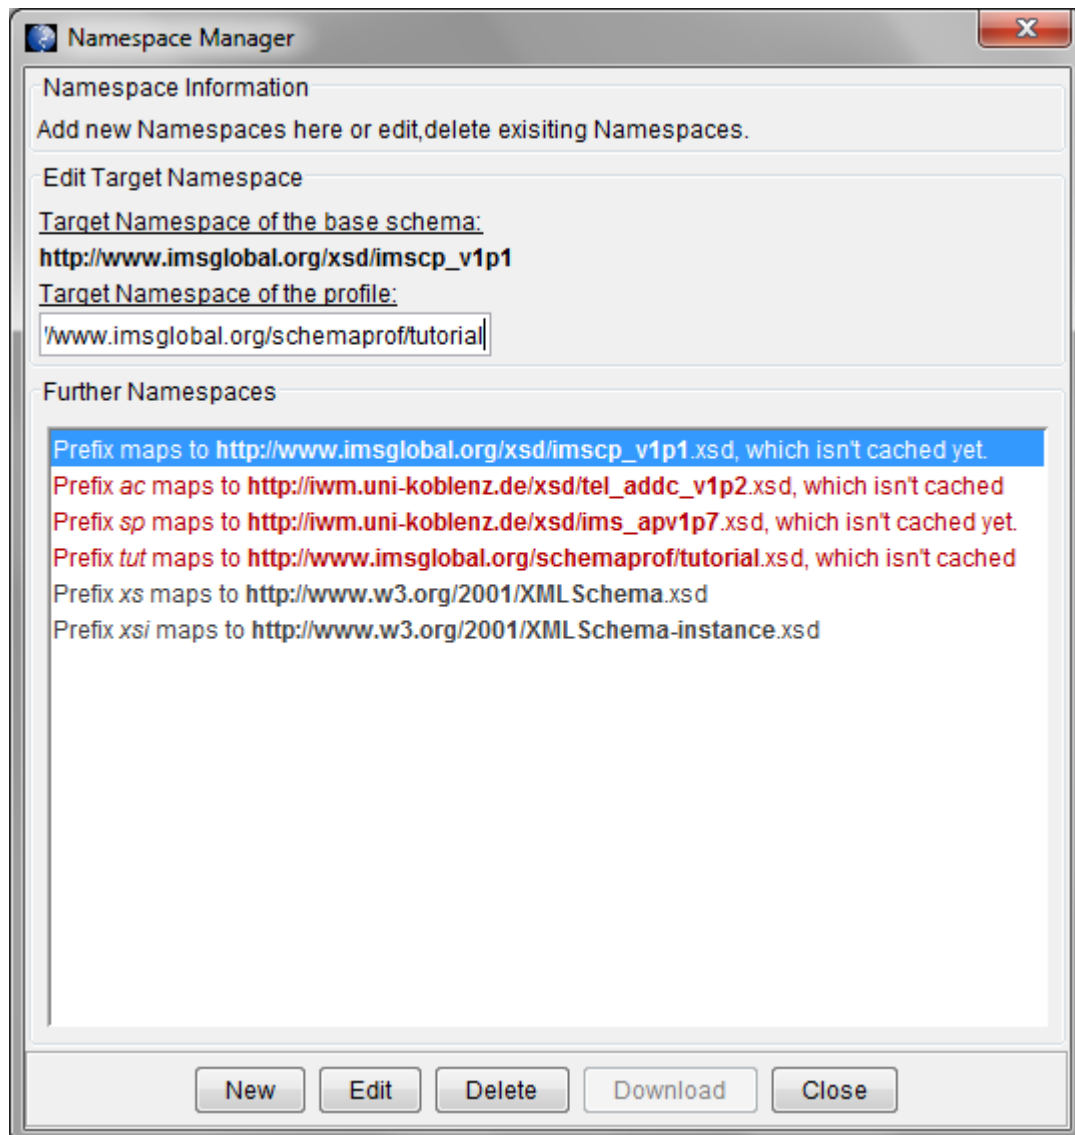 Namespace Manager
Namespace Information
Add new Namespaces here or edit,delete exisiting Namespaces.
Edit Target Namespace
Target Namespace of the base schema:
http://www.imsglobal.org/xsd/imscp_v1p1
Target Namespace of the profile:
/www.imsglobal.org/schemaprof/tutorial
Further Namespaces
Prefix maps to http://www.imsglobal.org/xsd/imscp_v1p1.xsd, which isn't cached yet.
Prefix ac maps to http://iwm.uni-koblenz.de/xsd/tel_addc_v1p2.xsd, which isn't cached
Prefix sp maps to http://iwm.uni-koblenz.de/xsd/ims_apv1p7.xsd, which isn't cached yet.
Prefix tut maps to http://www.imsglobal.org/schemaprof/tutorial.xsd, which isn't cached
Prefix xs maps to http://www.w3.org/2001/XMLSchema.xsd
Prefix xsi maps to http://www.w3.org/2001/XMLSchema-instance.xsd
New Edit Delete Download Close